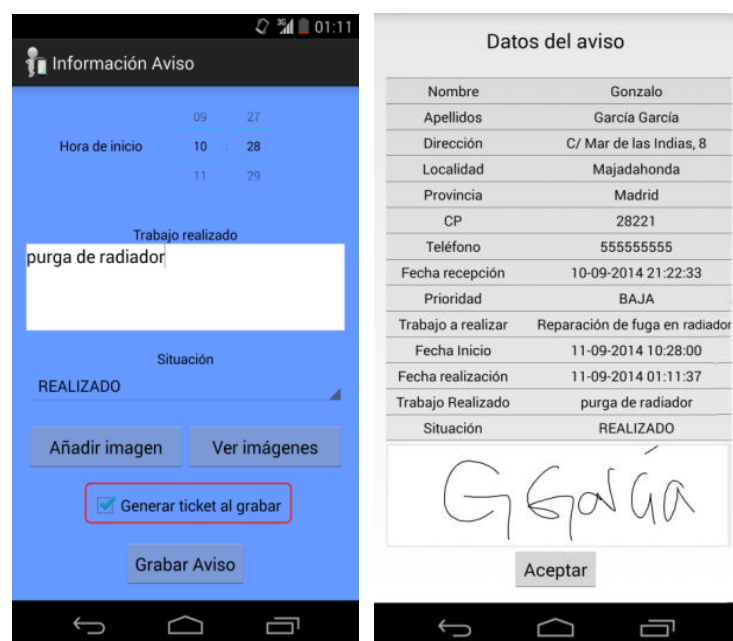 3G 01:11
Información Aviso
09 27
Hora de inicio 10 : 28
11 29
Trabajo realizado
purga de radiador
Situación
REALIZADO
Añadir imagen Ver imágenes
Generar ticket al grabar
Grabar Aviso
Datos del aviso
Nombre Gonzalo
Apellidos García García
Dirección C/ Mar de las Indias, 8
Localidad Majadahonda
Provincia Madrid
CP 28221
Teléfono 555555555
Fecha recepción 10-09-2014 21:22:33
Prioridad BAJA
Trabajo a realizar Reparación de fuga en radiador
Fecha Inicio 11-09-2014 10:28:00
Fecha realización 11-09-2014 01:11:37
Trabajo Realizado purga de radiador
Situación REALIZADO
G García
Aceptar